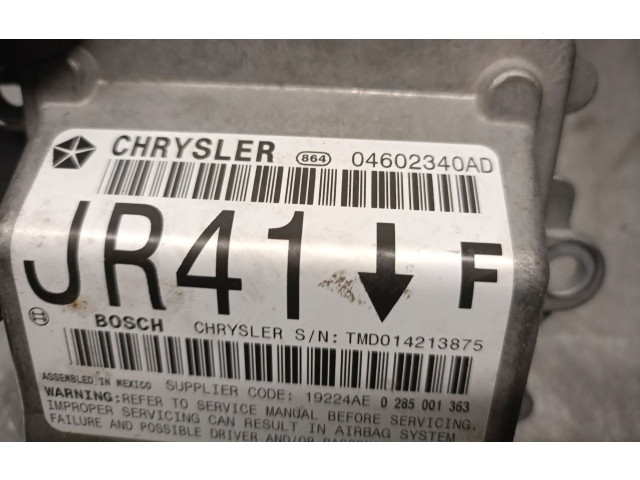 CHRYSLER 864 04602340AD
JR41 F
BOSCH CHRYSLER S/N: TMD014213875
ASSEMBLED IN MEXICO SUPPLIER CODE: 19224AE 0 285 001 363
WARNING:REFER TO SERVICE MANUAL BEFORE SERVICING.
IMPROPER SERVICING CAN RESULT IN AIRBAG SYSTEM
FAILURE AND POSSIBLE DRIVER AND/OR